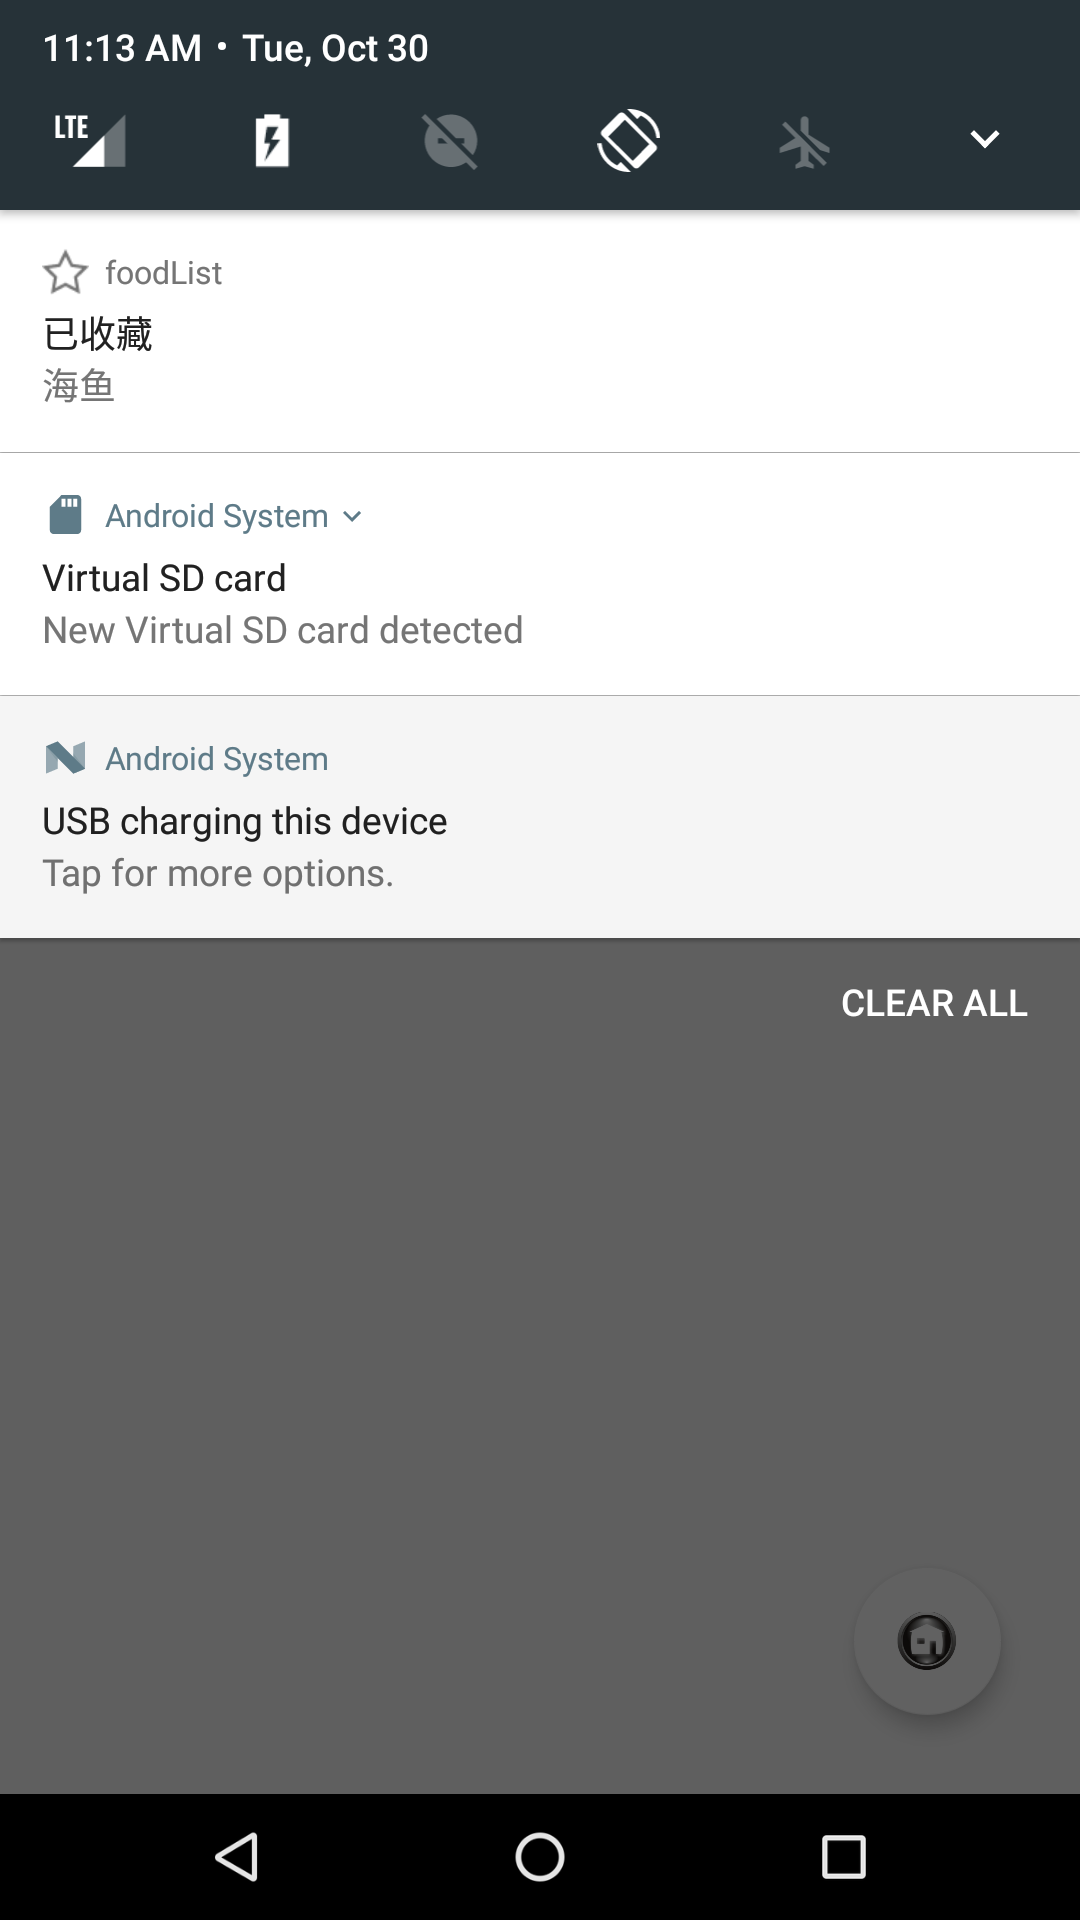 11:13 AM • Tue, Oct 30
LTE
foodList
已收藏
海鱼
Android System
Virtual SD card
New Virtual SD card detected
Android System
USB charging this device
Tap for more options.
CLEAR ALL